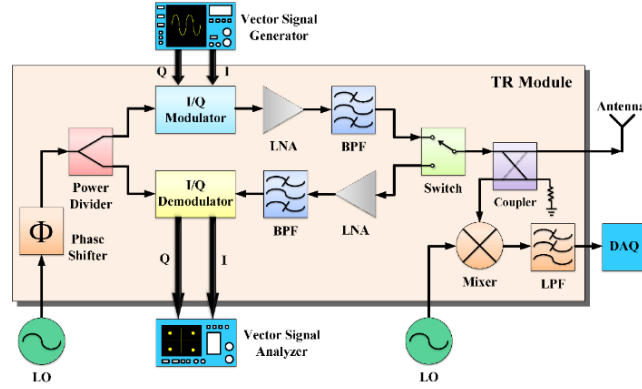 Vector Signal
Generator
Q
I
TR Module
I/Q
Modulator
LNA
BPF
Antenna
Power
Divider
I/Q
Demodulator
BPF
LNA
Switch
Coupler
Φ
Phase
Shifter
Q
I
Mixer
LPF
DAQ
LO
Vector Signal
Analyzer
LO